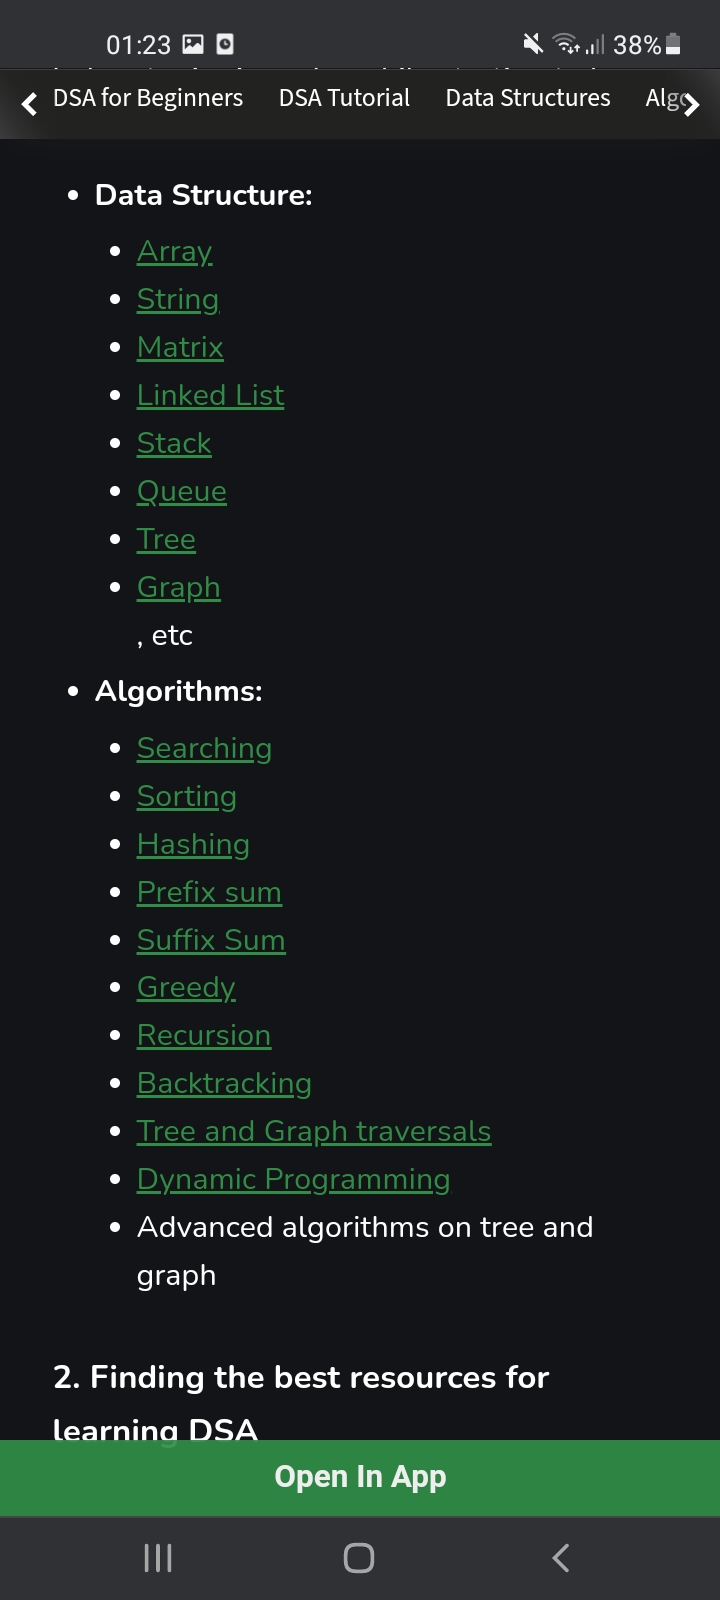 01:23 38%
DSA for Beginners DSA Tutorial Data Structures Algo
Data Structure:
Array
String
Matrix
Linked List
Stack
Queue
Tree
Graph
, etc
Algorithms:
Searching
Sorting
Hashing
Prefix sum
Suffix Sum
Greedy
Recursion
Backtracking
Tree and Graph traversals
Dynamic Programming
Advanced algorithms on tree and
graph
2. Finding the best resources for
learning DSA
Open In App